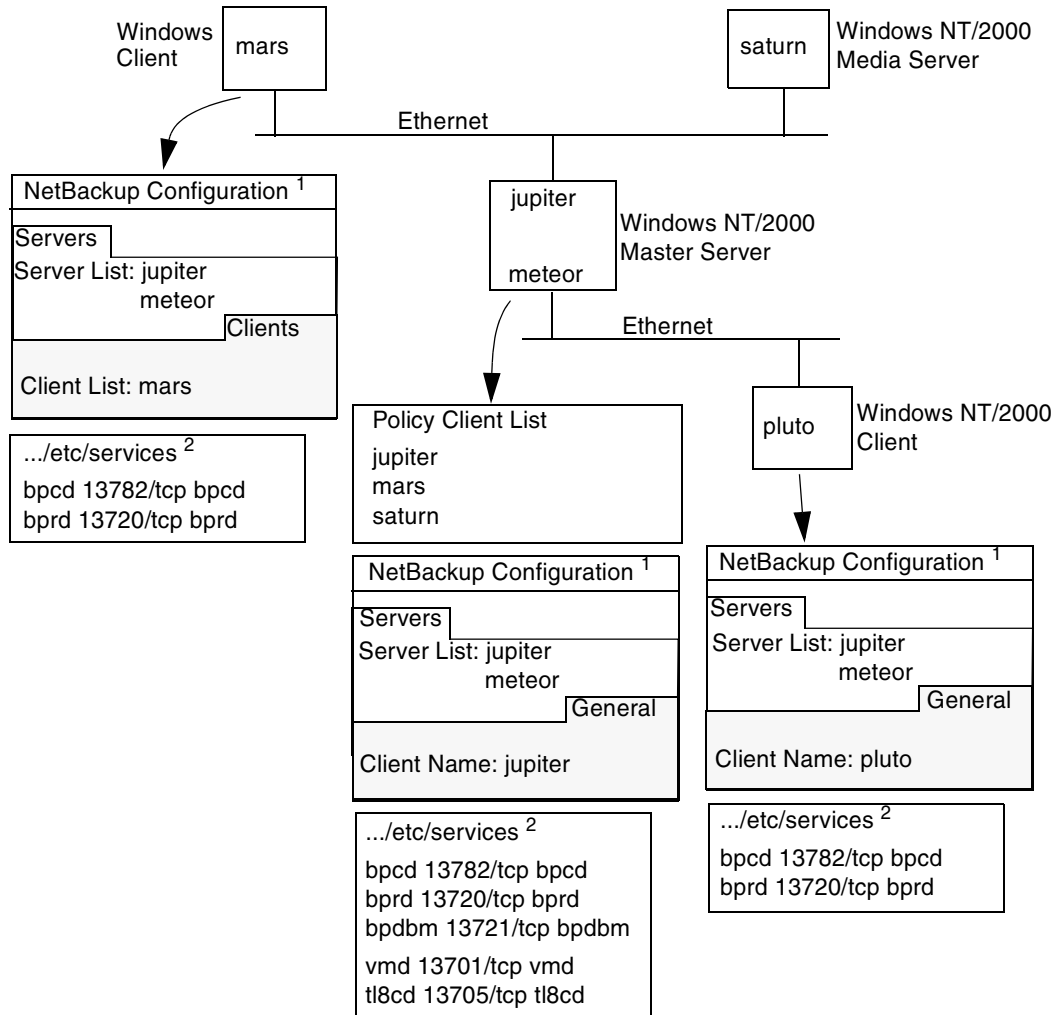 Windows
Client
mars
saturn
Windows NT/2000
Media Server
Ethernet
NetBackup Configuration 1
Servers
Server List: jupiter
meteor
Clients
Client List: mars
.../etc/services 2
bpcd 13782/tcp bpcd
bprd 13720/tcp bprd
jupiter
meteor
Windows NT/2000
Master Server
Ethernet
pluto
Windows NT/2000
Client
Policy Client List
jupiter
mars
saturn
NetBackup Configuration 1
Servers
Server List: jupiter
meteor
General
Client Name: jupiter
.../etc/services 2
bpcd 13782/tcp bpcd
bprd 13720/tcp bprd
bpdbm 13721/tcp bpdbm
vmd 13701/tcp vmd
tl8cd 13705/tcp tl8cd
NetBackup Configuration 1
Servers
Server List: jupiter
meteor
General
Client Name: pluto
.../etc/services 2
bpcd 13782/tcp bpcd
bprd 13720/tcp bprd